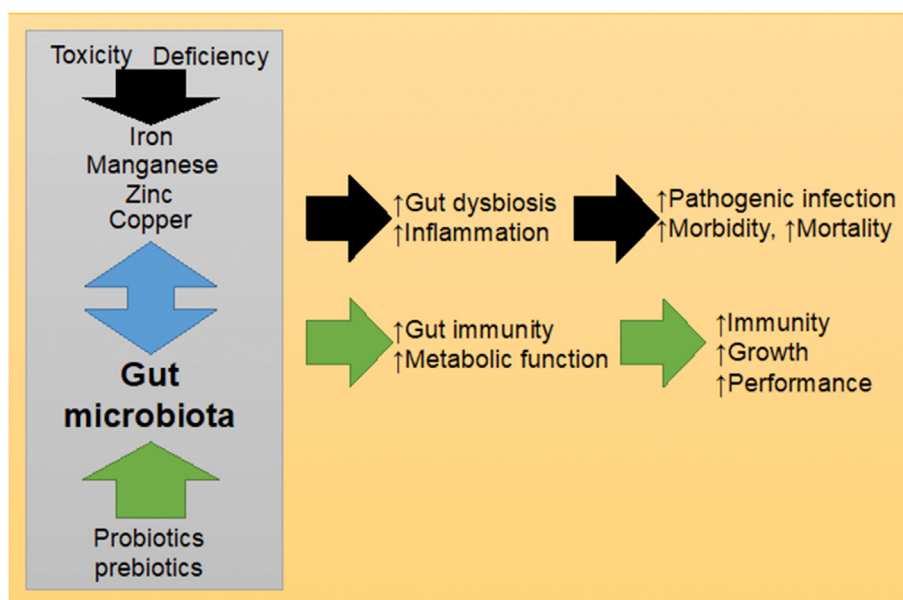 Toxicity Deficiency
Iron
Manganese
Zinc
Copper
Gut
microbiota
Probiotics
prebiotics
↑Gut dysbiosis
↑Inflammation
↑Pathogenic infection
↑Morbidity, ↑Mortality
↑Gut immunity
↑Metabolic function
↑Immunity
↑Growth
↑Performance